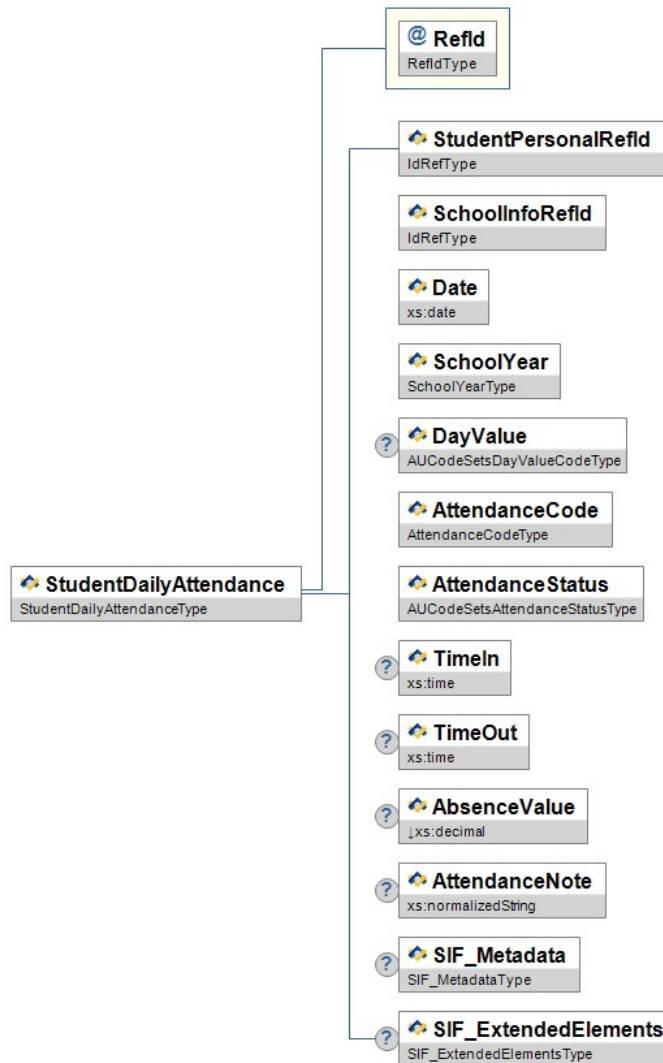 @ RefId
RefIdType
StudentPersonalRefId
IdRefType
SchoolInfoRefId
IdRefType
Date
xs:date
SchoolYear
SchoolYearType
? DayValue
AUCodeSetsDayValueCodeType
AttendanceCode
AttendanceCodeType
StudentDailyAttendance
StudentDailyAttendanceType
AttendanceStatus
AUCodeSetsAttendanceStatusType
? TimeIn
xs:time
? TimeOut
xs:time
? AbsenceValue
↓xs:decimal
? AttendanceNote
xs:normalizedString
? SIF_Metadata
SIF_MetadataType
? SIF_ExtendedElements
SIF_ExtendedElementsType